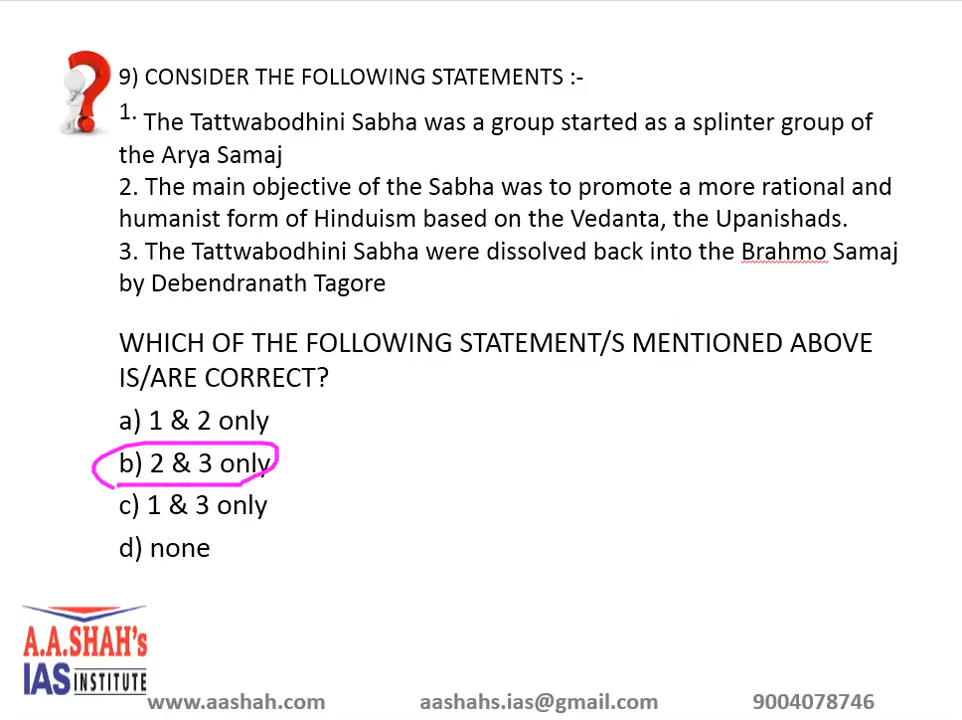 9) CONSIDER THE FOLLOWING STATEMENTS :-
1. The Tattwabodhini Sabha was a group started as a splinter group of
the Arya Samaj
2. The main objective of the Sabha was to promote a more rational and
humanist form of Hinduism based on the Vedanta, the Upanishads.
3. The Tattwabodhini Sabha were dissolved back into the Brahmo Samaj
by Debendranath Tagore
WHICH OF THE FOLLOWING STATEMENT/S MENTIONED ABOVE
IS/ARE CORRECT?
a) 1 & 2 only
b) 2 & 3 only
c) 1 & 3 only
d) none
A.A.SHAH's
IAS INSTITUTE
www.aashah.com aashahs.ias@gmail.com 9004078746